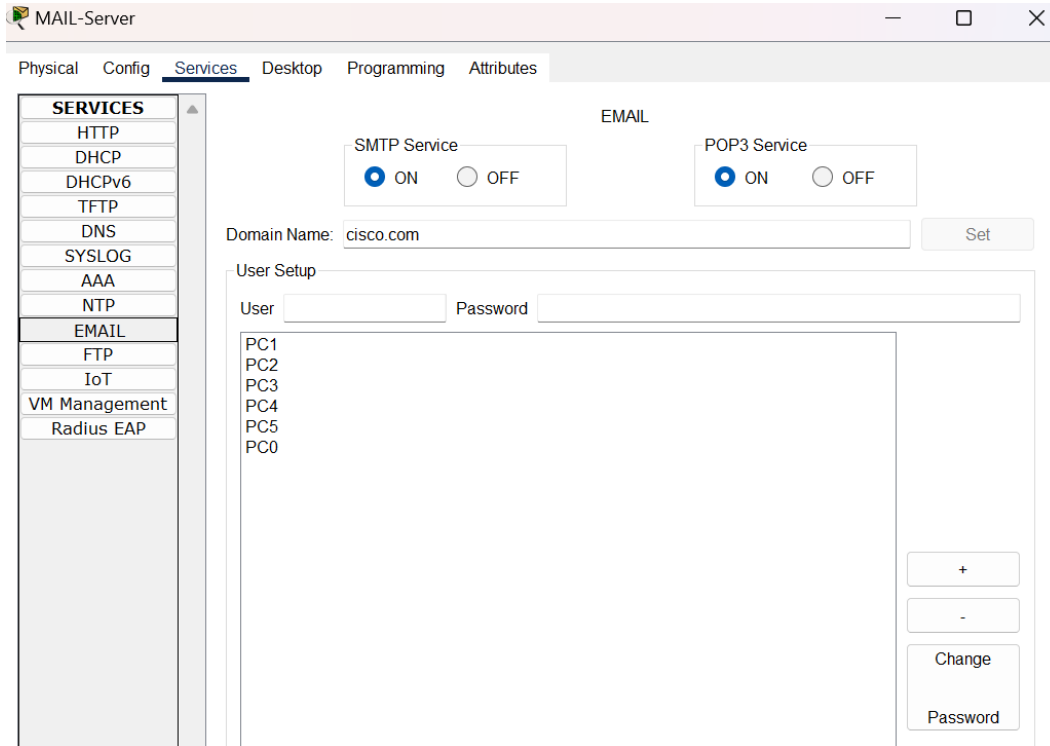 MAIL-Server
Physical Config Services Desktop Programming Attributes
SERVICES
HTTP
DHCP
DHCPv6
TFTP
DNS
SYSLOG
AAA
NTP
EMAIL
FTP
IoT
VM Management
Radius EAP
EMAIL
SMTP Service
ON OFF
POP3 Service
ON OFF
Domain Name: cisco.com Set
User Setup
User Password
PC1
PC2
PC3
PC4
PC5
PC0
+
-
Change
Password